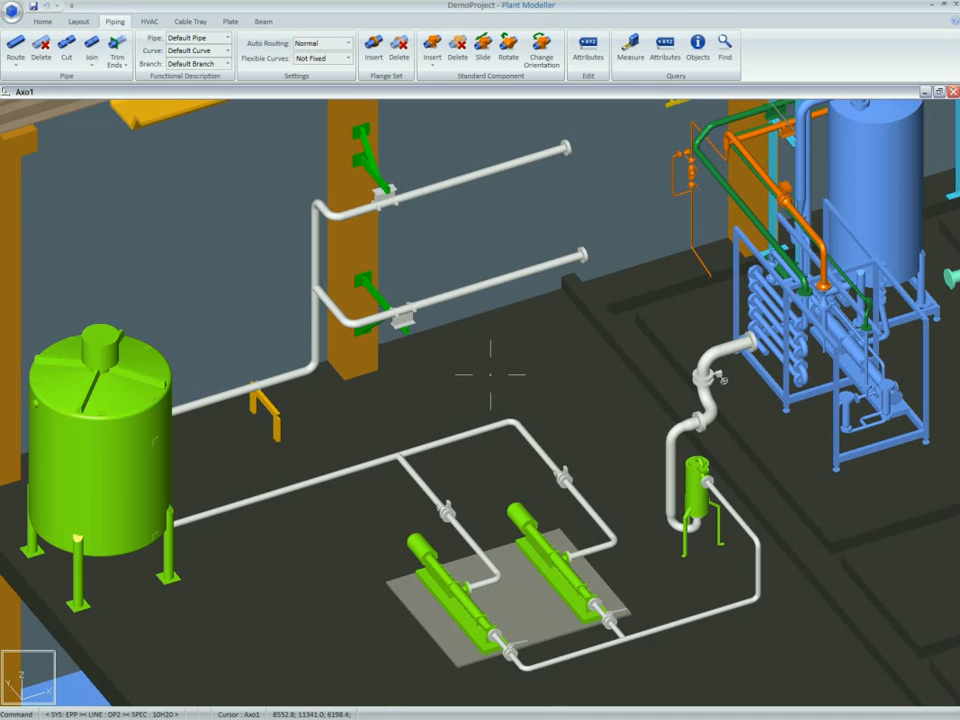 DemoProject - Plant Modeller
Home Layout Piping HVAC Cable Tray Plate Beam
Pipe: Default Pipe
Curve: Default Curve
Branch: Default Branch
Auto Routing: Normal
Flexible Curves: Not Fixed
Route Delete Cut Join Trim Ends
Insert Delete
Insert Delete Slide Rotate Change Orientation
Attributes
Measure Attributes Objects Find
Pipe Functional Description Settings Flange Set Standard Component Edit Query
Axo1
Z
Y X
Command < SYS: EPP >< LINE : DP2 >< SPEC : 10H20 > Cursor : Axo1 8552.8; 11341.0; 6198.4;